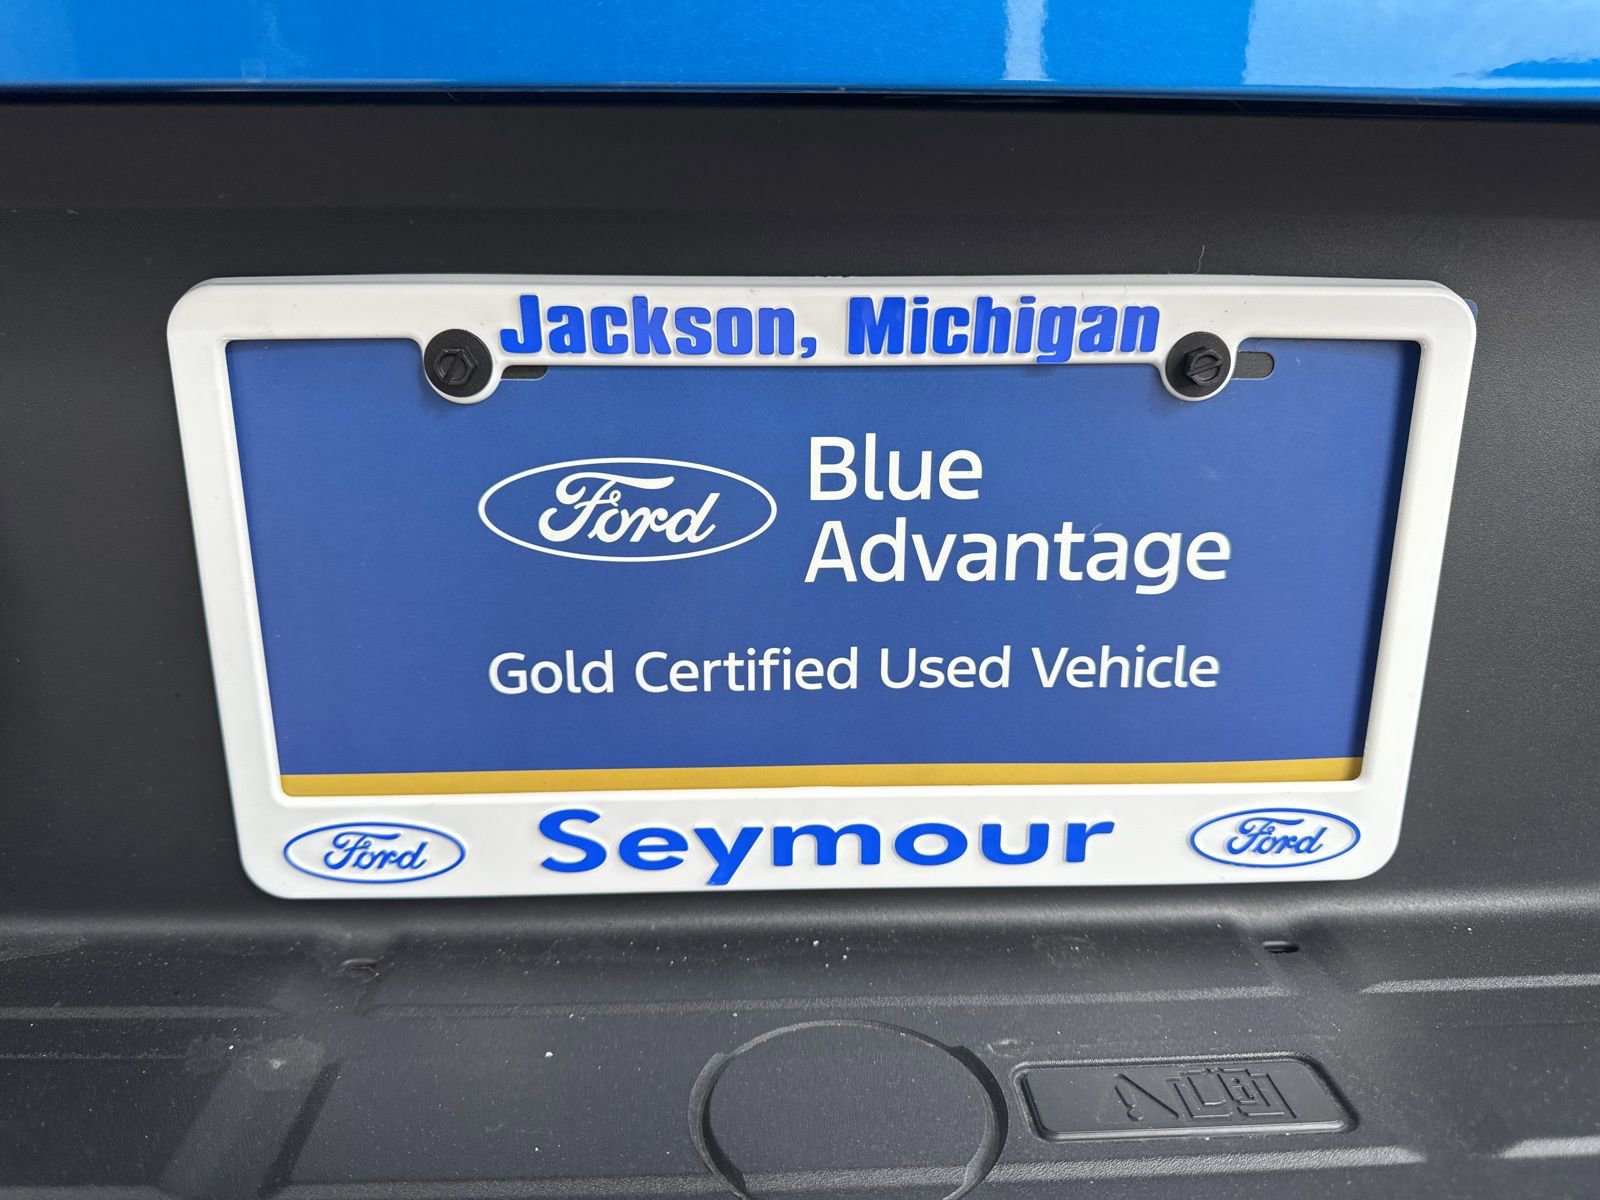 Jackson, Michigan
Ford
Blue
Advantage
Gold Certified Used Vehicle
Ford Seymour Ford